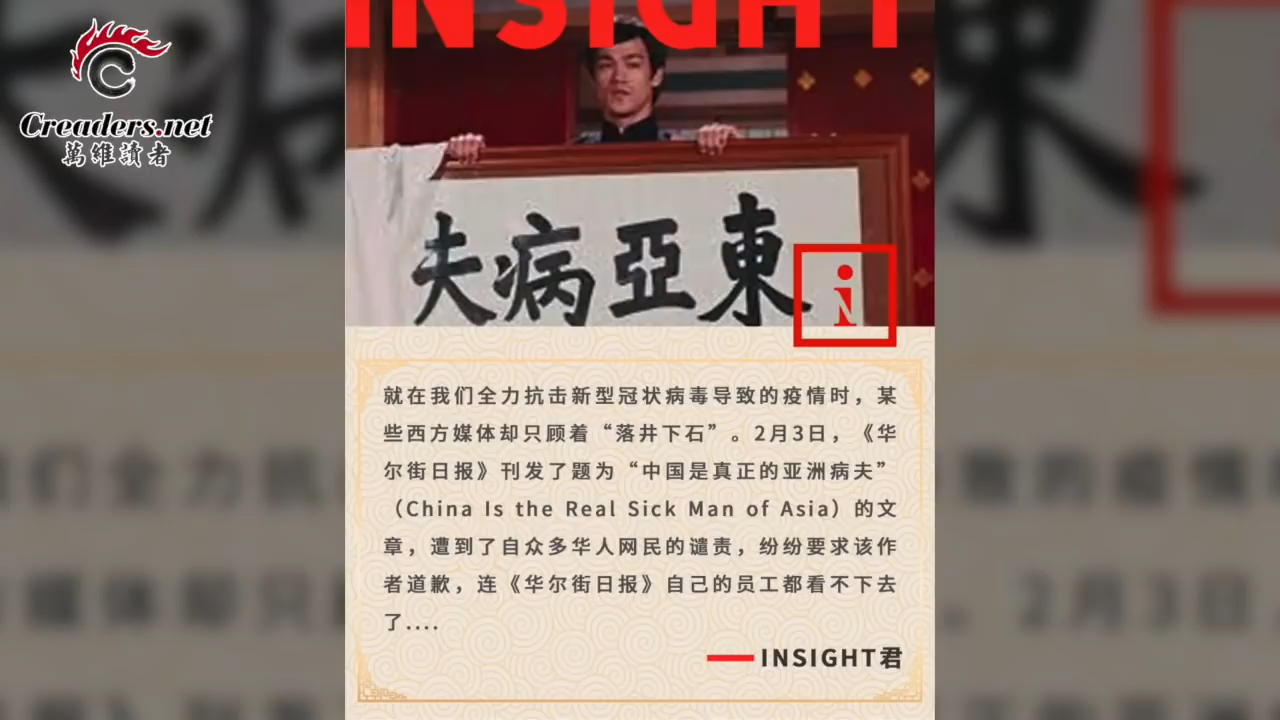 INSIGHT
Creaders.net
萬維讀者
夫病亞東
i
就在我们全力抗击新型冠状病毒导致的疫情时，某
些西方媒体却只顾着“落井下石”。2月3日，《华
尔街日报》刊发了题为“中国是真正的亚洲病夫”
（China Is the Real Sick Man of Asia）的文
章，遭到了自众多华人网民的谴责，纷纷要求该作
者道歉，连《华尔街日报》自己的员工都看不下去
了....
INSIGHT君